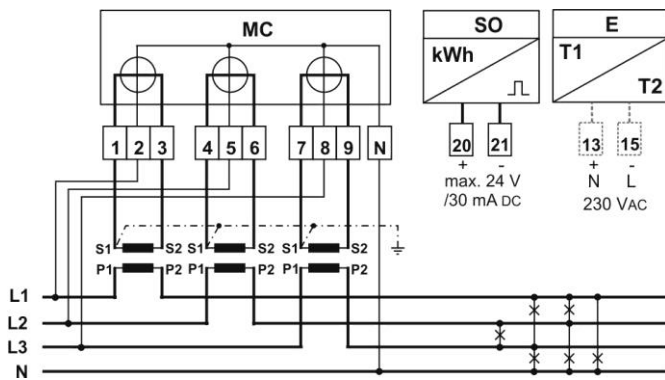 MC
SO
E
kWh
T1
T2
1 2 3 4 5 6 7 8 9 N
20 21 13 15
+ - + -
max. 24 V
/30 mA DC
N L
230 VAC
S1 S2 S1 S2 S1 S2
P1 P2 P1 P2 P1 P2
L1
L2
L3
N